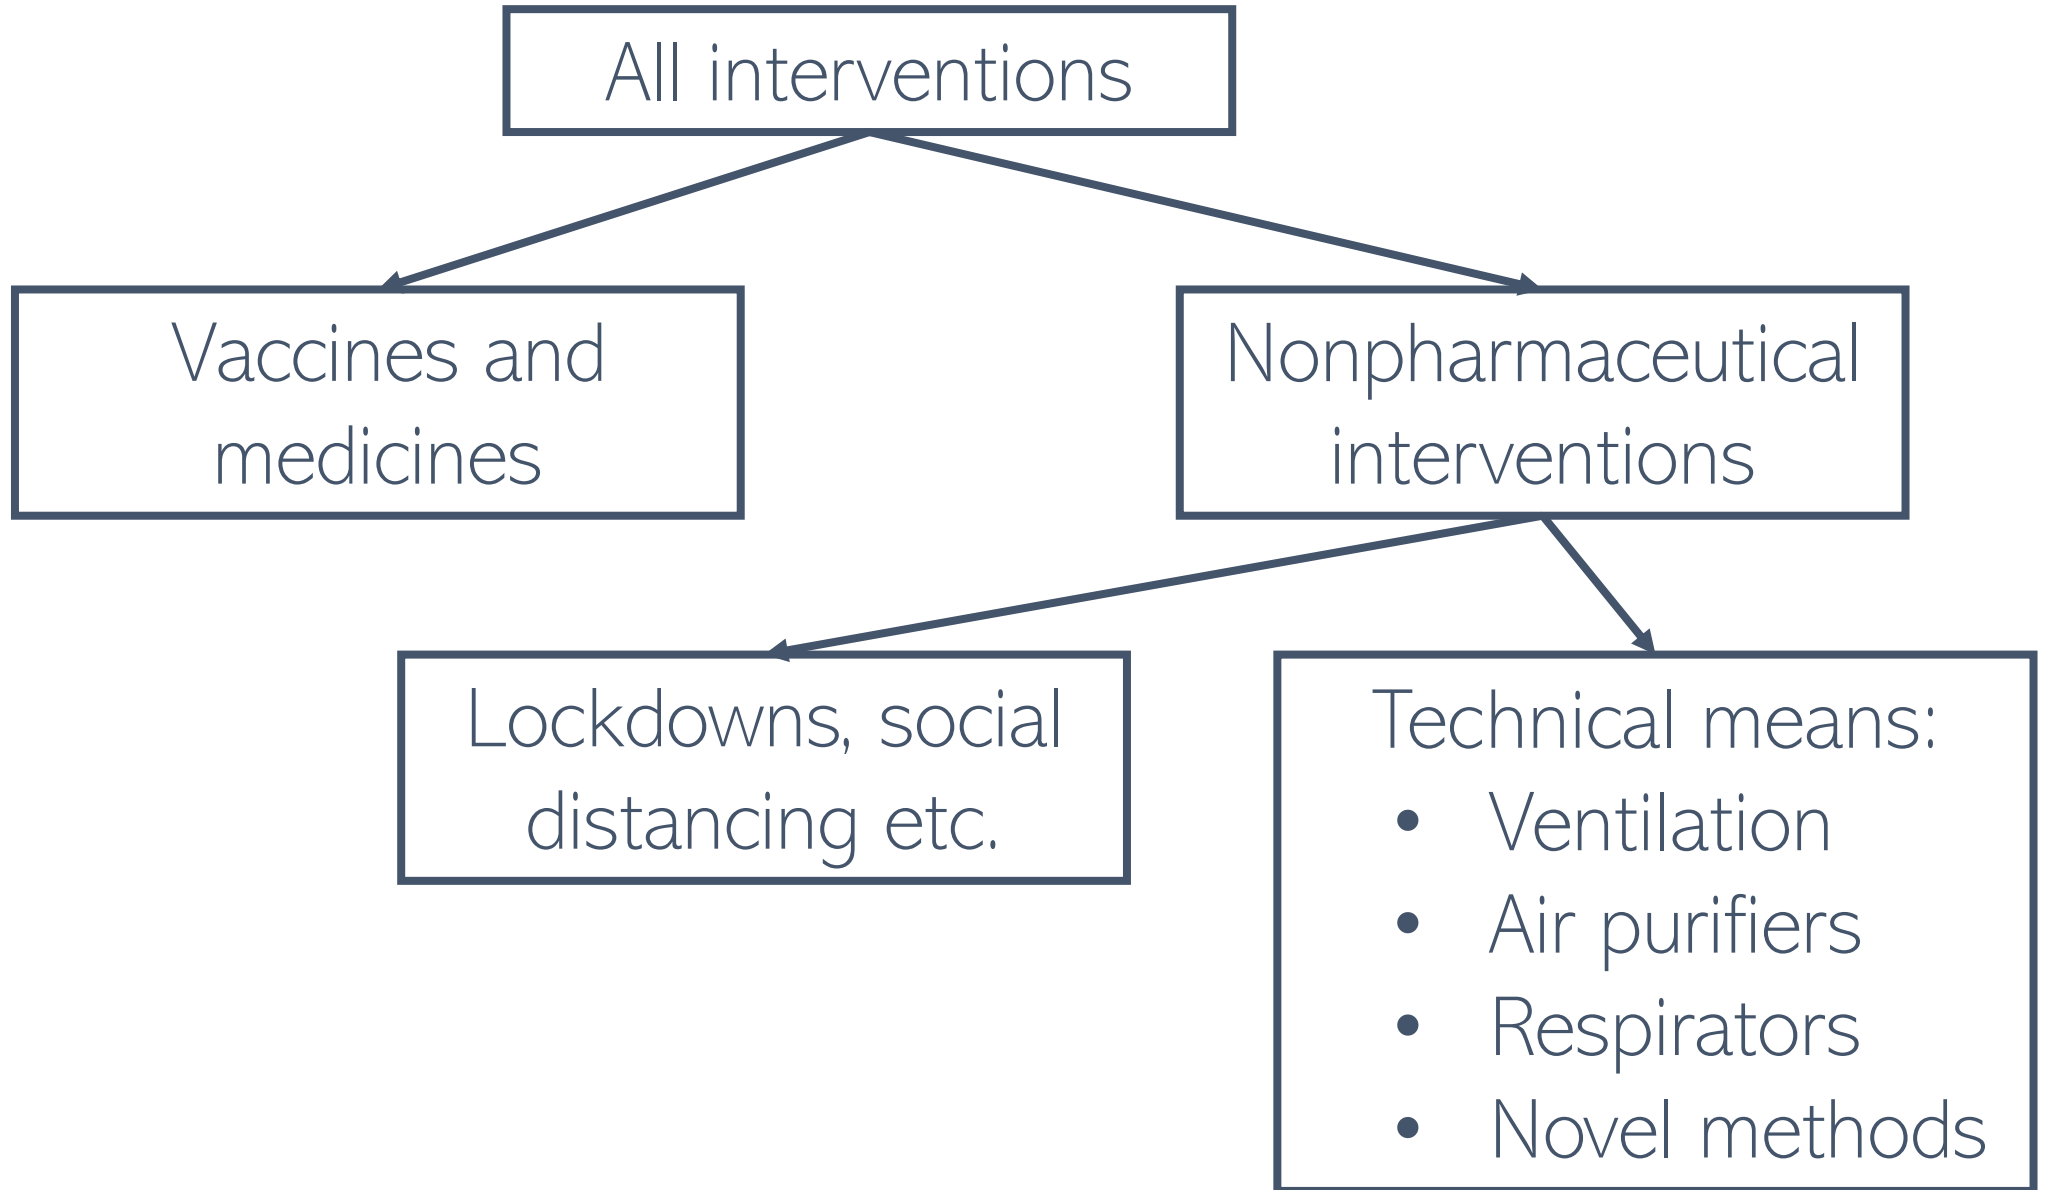 All interventions
Vaccines and
medicines
Nonpharmaceutical
interventions
Lockdowns, social
distancing etc.
Technical means:
• Ventilation
• Air purifiers
• Respirators
• Novel methods